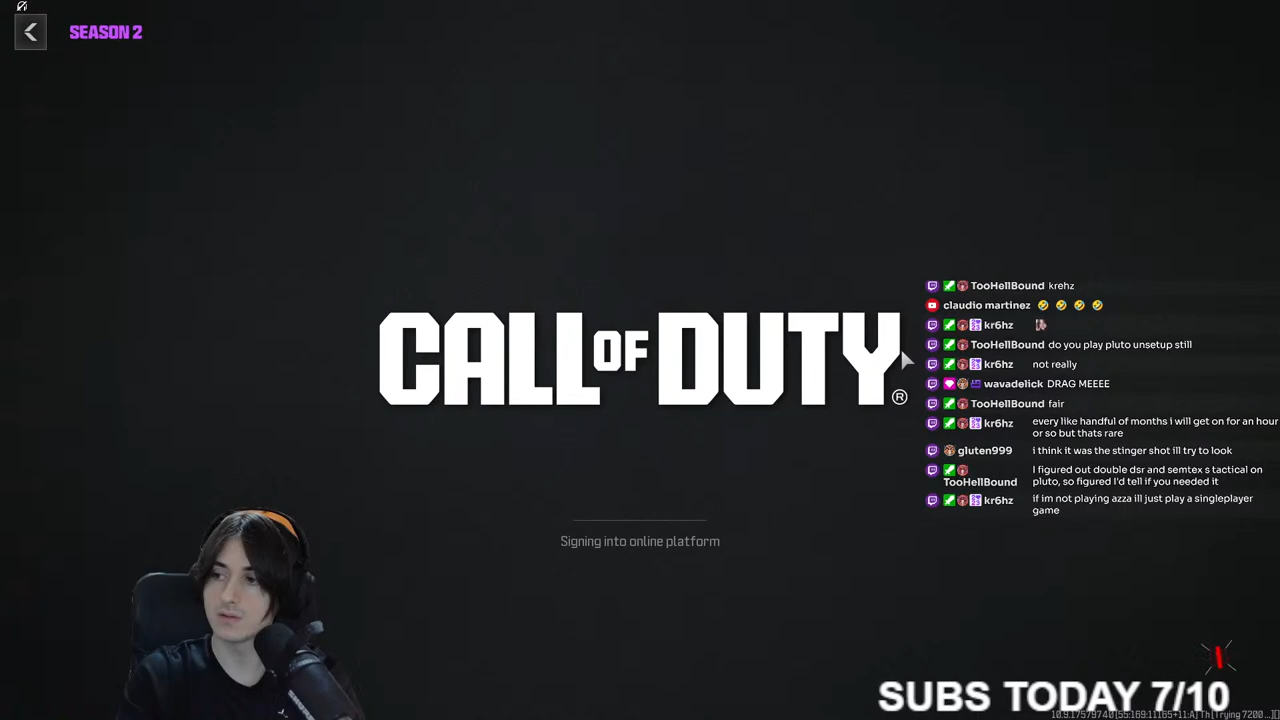 SEASON 2
TooHellBound krehz
claudio martinez
kr6hz
CALL OF DUTY®
TooHellBound do you play pluto unsetup still
kr6hz not really
wavadelick DRAG MEEEE
TooHellBound fair
kr6hz every like handful of months i will get on for an hour
or so but thats rare
gluten999 i think it was the stinger shot ill try to look
I figured out double dsr and semtex s tactical on
TooHellBound pluto, so figured I'd tell if you needed it
kr6hz if im not playing azza ill just play a singleplayer
game
Signing into online platform
SUBS TODAY 7/10